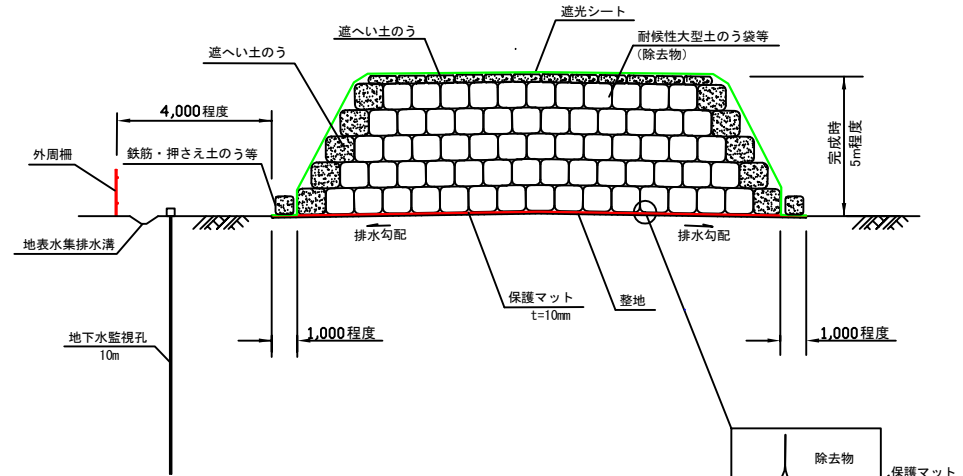 遮光シート
遮へい土のう
耐候性大型土のう袋等
(除去物)
遮へい土のう
4,000程度
外周柵
鉄筋・押さえ土のう等
完成時
5m程度
地表水集排水溝
排水勾配
排水勾配
保護マット
t=10mm
整地
地下水監視孔
10m
1,000程度
1,000程度
除去物
保護マット